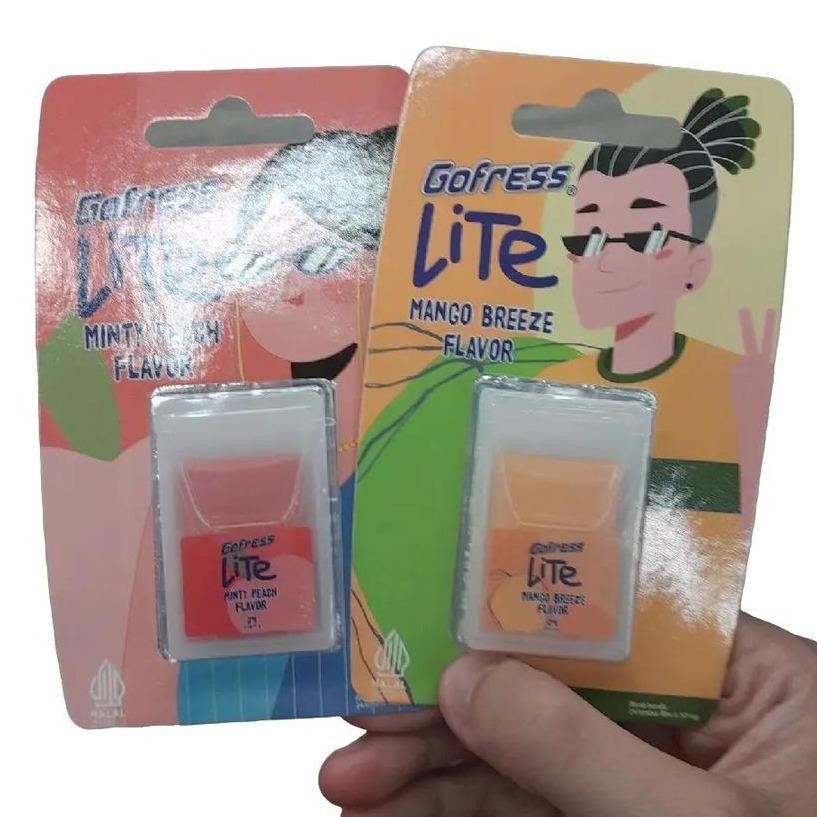 Gofress
LiTe
MINTY PEACH
FLAVOR
Gofress
LiTe
MINTY PEACH
FLAVOR
HALAL
Gofress®
LiTe
MANGO BREEZE
FLAVOR
Gofress
LiTe
MANGO BREEZE
FLAVOR
HALAL